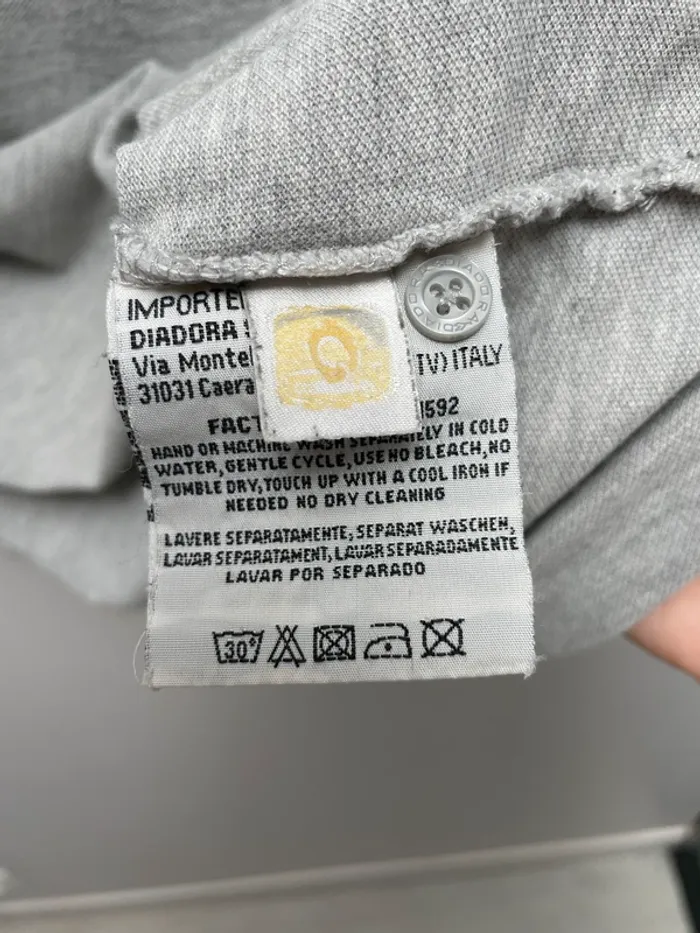 IMPORTE
DIADORA
Via Monte
TV) ITALY
31031 Caera
FACT
1592
HAND OR MACHINE WASH SEPARATELY IN COLD
WATER, GENTLE CYCLE, USE NO BLEACH, NO
TUMBLE DRY, TOUCH UP WITH A COOL IRON IF
NEEDED NO DRY CLEANING
LAVERE SEPARATAMENTE, SEPARAT WASCHEN,
LAVAR SEPARATAMENT, LAVAR SEPARADAMENTE
LAVAR POR SEPARADO
30°
DIADORA